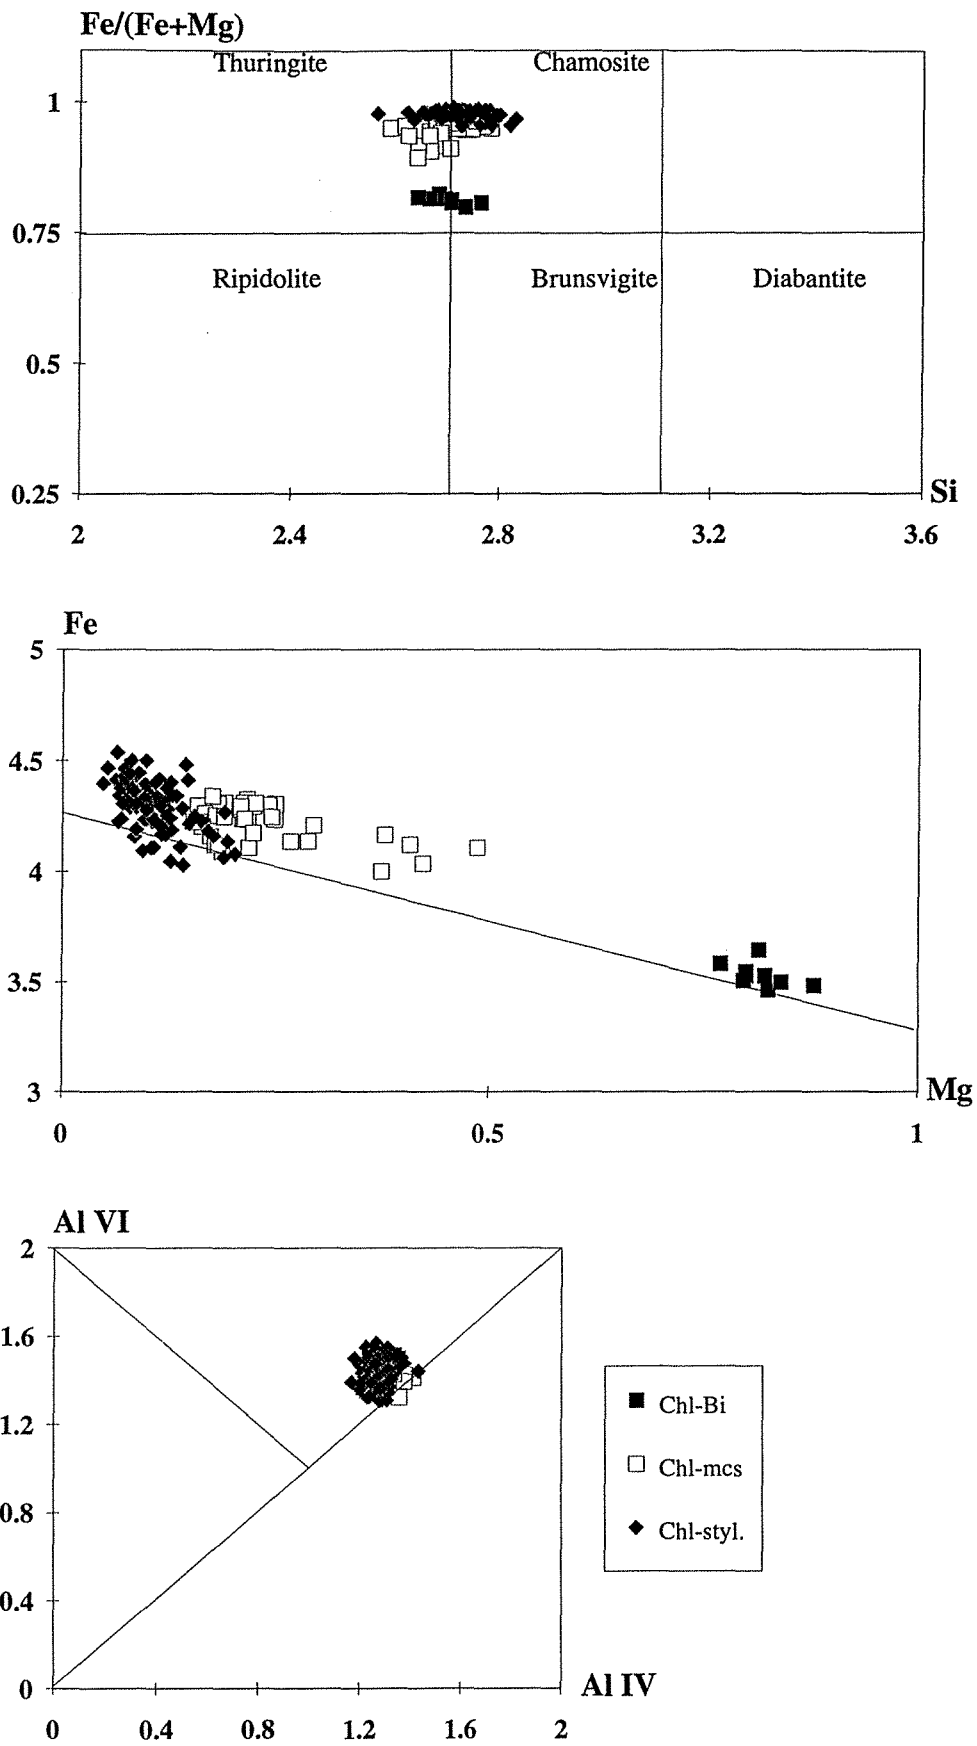 Fe/(Fe+Mg)
Thuringite Chamosite
1
0.75
Ripidolite Brunsvigite Diabantite
0.5
0.25 Si
2 2.4 2.8 3.2 3.6
Fe
5
4.5
4
3.5
3 Mg
0 0.5 1
Al VI
2
1.6
1.2
0.8
0.4
0 Al IV
0 0.4 0.8 1.2 1.6 2
Chl-Bi
Chl-mcs
Chl-styl.